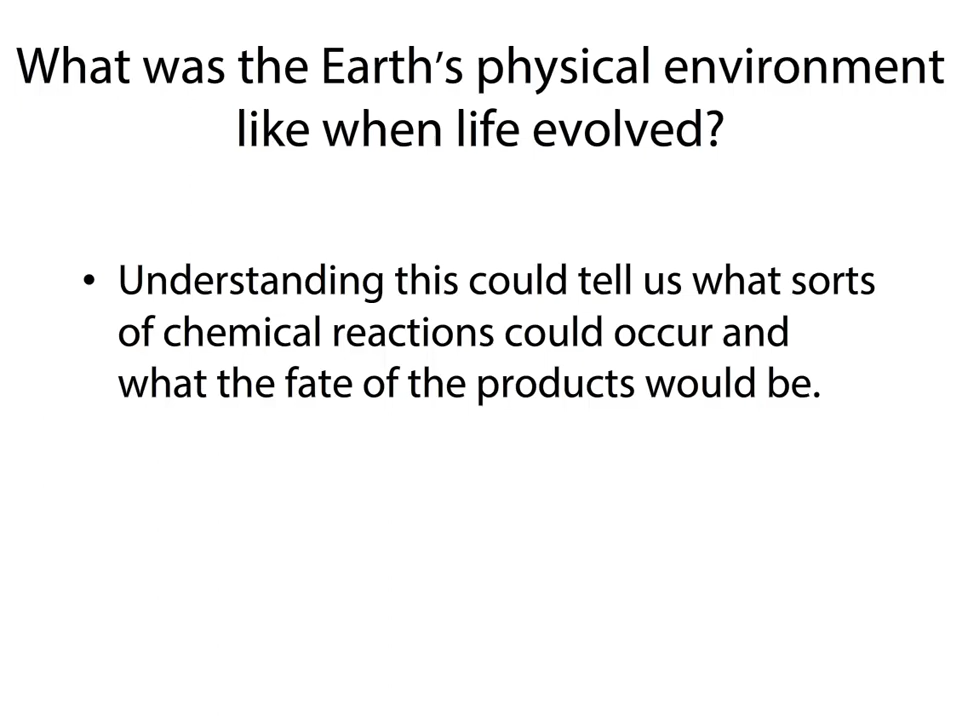 What was the Earth's physical environment
like when life evolved?
• Understanding this could tell us what sorts
of chemical reactions could occur and
what the fate of the products would be.